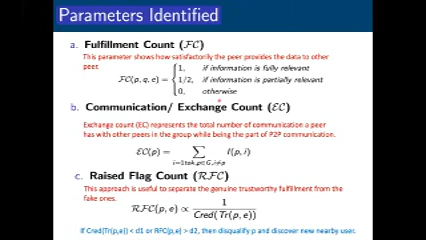 Parameters Identified
a. Fulfillment Count (FC)
This parameter shows how satisfactorily the peer provides the data to other
peer.
FC(p, q, e) = { 1, if information is fully relevant
1/2, if information is partially relevant
0, otherwise
b. Communication/ Exchange Count (EC)
Exchange count (EC) represents the total number of communication a peer
has with other peers in the group while being the part of P2P communication.
EC(p) = ∑ I(p, i)
i=1tok,p∈G,i≠p
c. Raised Flag Count (RFC)
This approach is useful to separate the genuine trustworthy fulfillment from the
fake ones.
RFC(p, e) ∝ 1
Cred(Tr(p, e))
If Cred(Tr(p,e)) < d1 or RFC(p,e) > d2, then disqualify p and discover new nearby user.